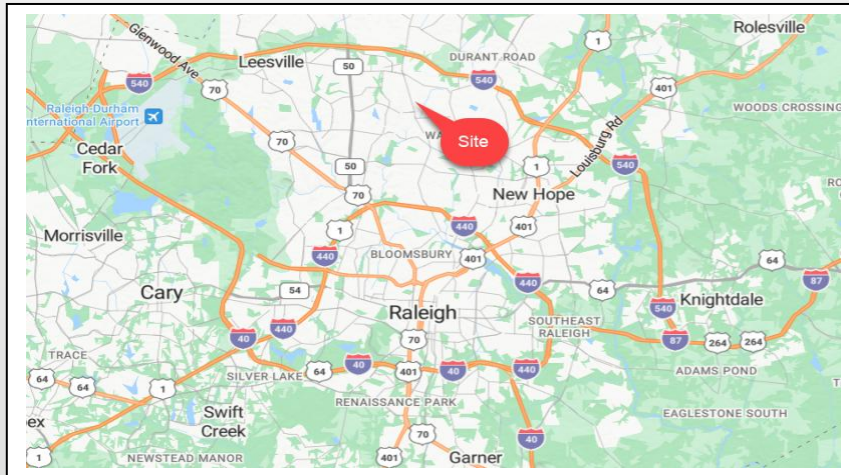 Glenwood Ave
Leesville
50
DURANT ROAD
1
Rolesville
540
70
540
401
Raleigh-Durham
International Airport
WOODS CROSSING
Site
Cedar
Fork
70
50
1
Louisburg Rd
540
70
New Hope
Morrisville
1
440
401
BLOOMSBURY
440
401
64
87
Cary
54
440
64
Knightdale
Raleigh
540
SOUTHEAST
RALEIGH
40
440
70
87
264
264
TRACE
64
40
401
40
440
ADAMS POND
64
64
1
SILVER LAKE
RENAISSANCE PARK
EAGLESTONE SOUTH
Swift
Creek
70
40
1
NEWSTEAD MANOR
401
Garner